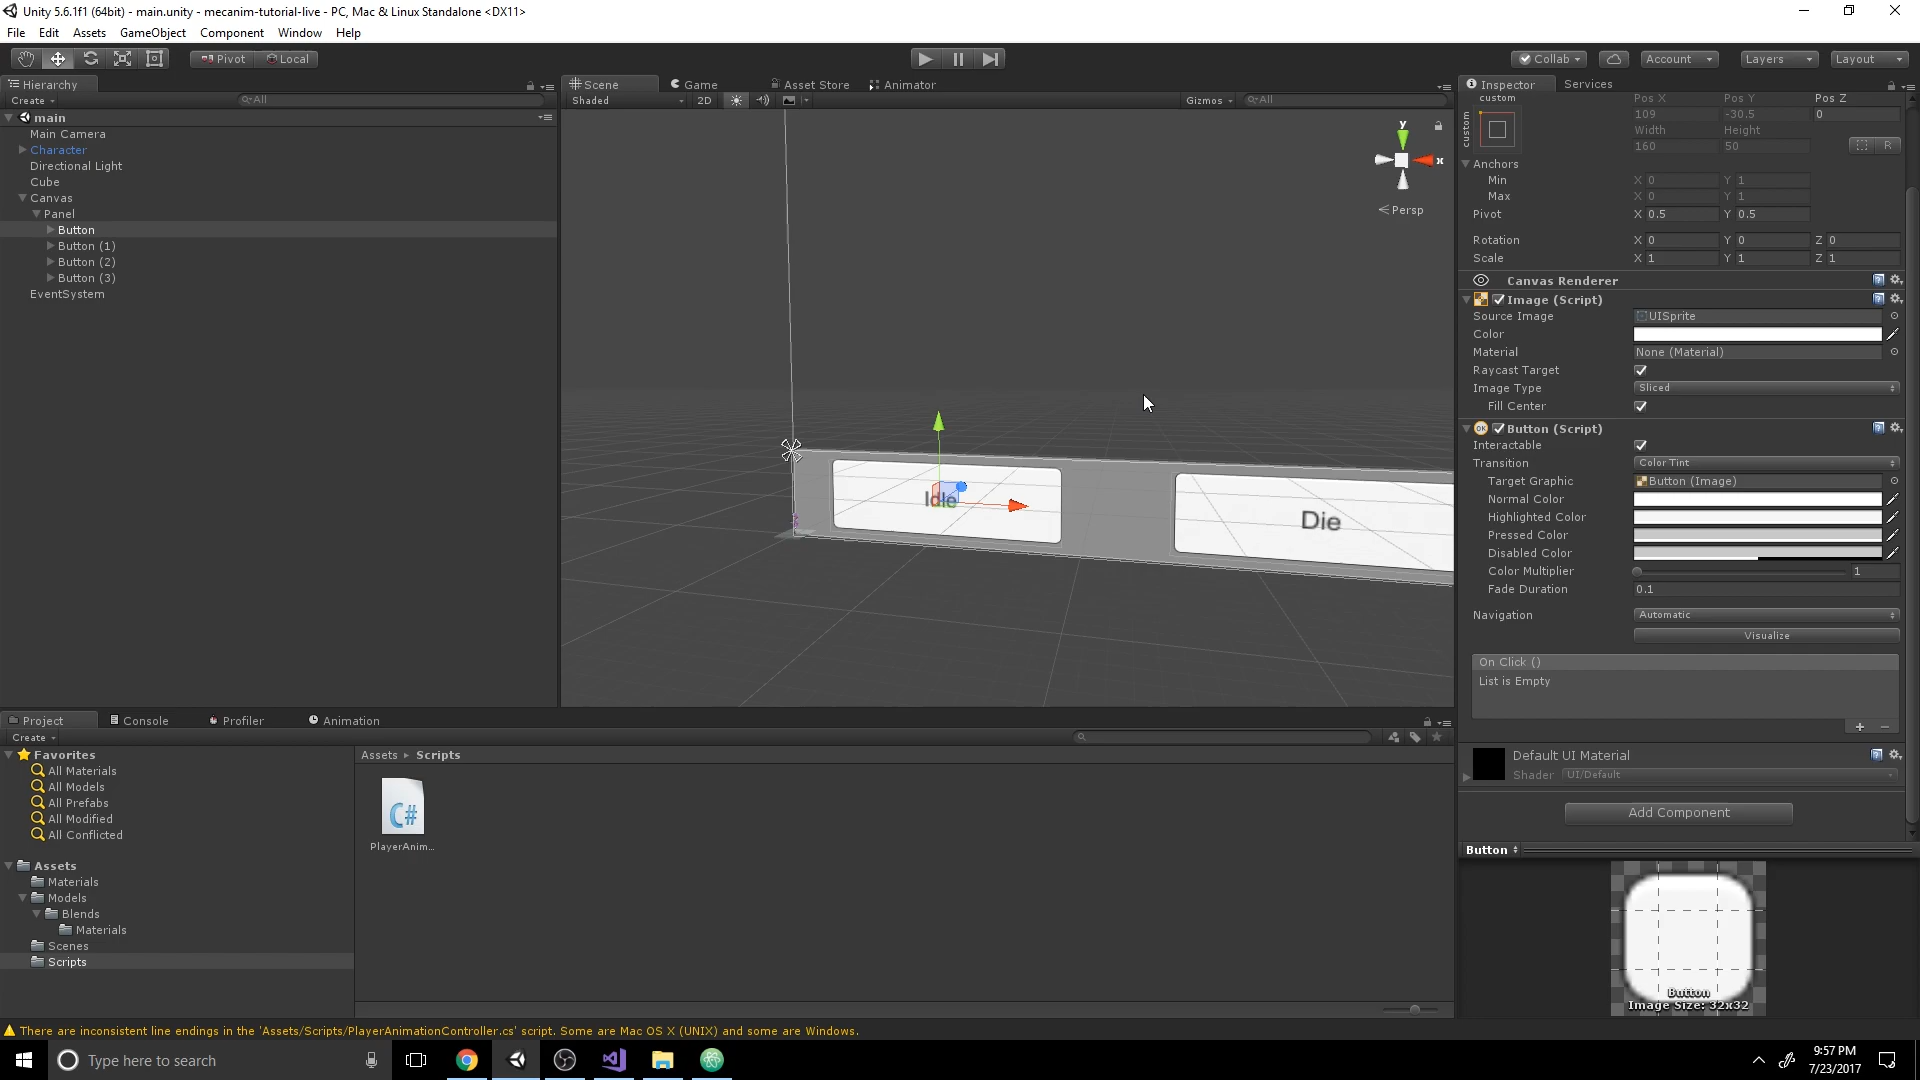 Unity 5.6.1f1 (64bit) - main.unity - mecanim-tutorial-live - PC, Mac & Linux Standalone <DX11>
File Edit Assets GameObject Component Window Help
Pivot Local Collab Account Layers Layout
Hierarchy
Create All
main
Main Camera
Character
Directional Light
Cube
Canvas
Panel
Button
Button (1)
Button (2)
Button (3)
EventSystem
Scene Game Asset Store Animator
Shaded 2D Gizmos All
y
x
Persp
Idle
Die
Inspector Services
custom Pos X Pos Y Pos Z
custom
109 -30.5 0
Width Height
160 50 R
Anchors
Min X 0 Y 1
Max X 0 Y 1
Pivot X 0.5 Y 0.5
Rotation X 0 Y 0 Z 0
Scale X 1 Y 1 Z 1
Canvas Renderer
Image (Script)
Source Image UISprite
Color
Material None (Material)
Raycast Target
Image Type Sliced
Fill Center
OK Button (Script)
Interactable
Transition Color Tint
Target Graphic Button (Image)
Normal Color
Highlighted Color
Pressed Color
Disabled Color
Color Multiplier 1
Fade Duration 0.1
Navigation Automatic
Visualize
On Click ()
List is Empty
Default UI Material
Shader UI/Default
Add Component
Button
Button
Image Size: 32x32
Project Console Profiler Animation
Create
Favorites
All Materials
All Models
All Prefabs
All Modified
All Conflicted
Assets
Materials
Models
Blends
Materials
Scenes
Scripts
Assets Scripts
C#
PlayerAnim...
There are inconsistent line endings in the 'Assets/Scripts/PlayerAnimationController.cs' script. Some are Mac OS X (UNIX) and some are Windows.
Type here to search
9:57 PM
7/23/2017